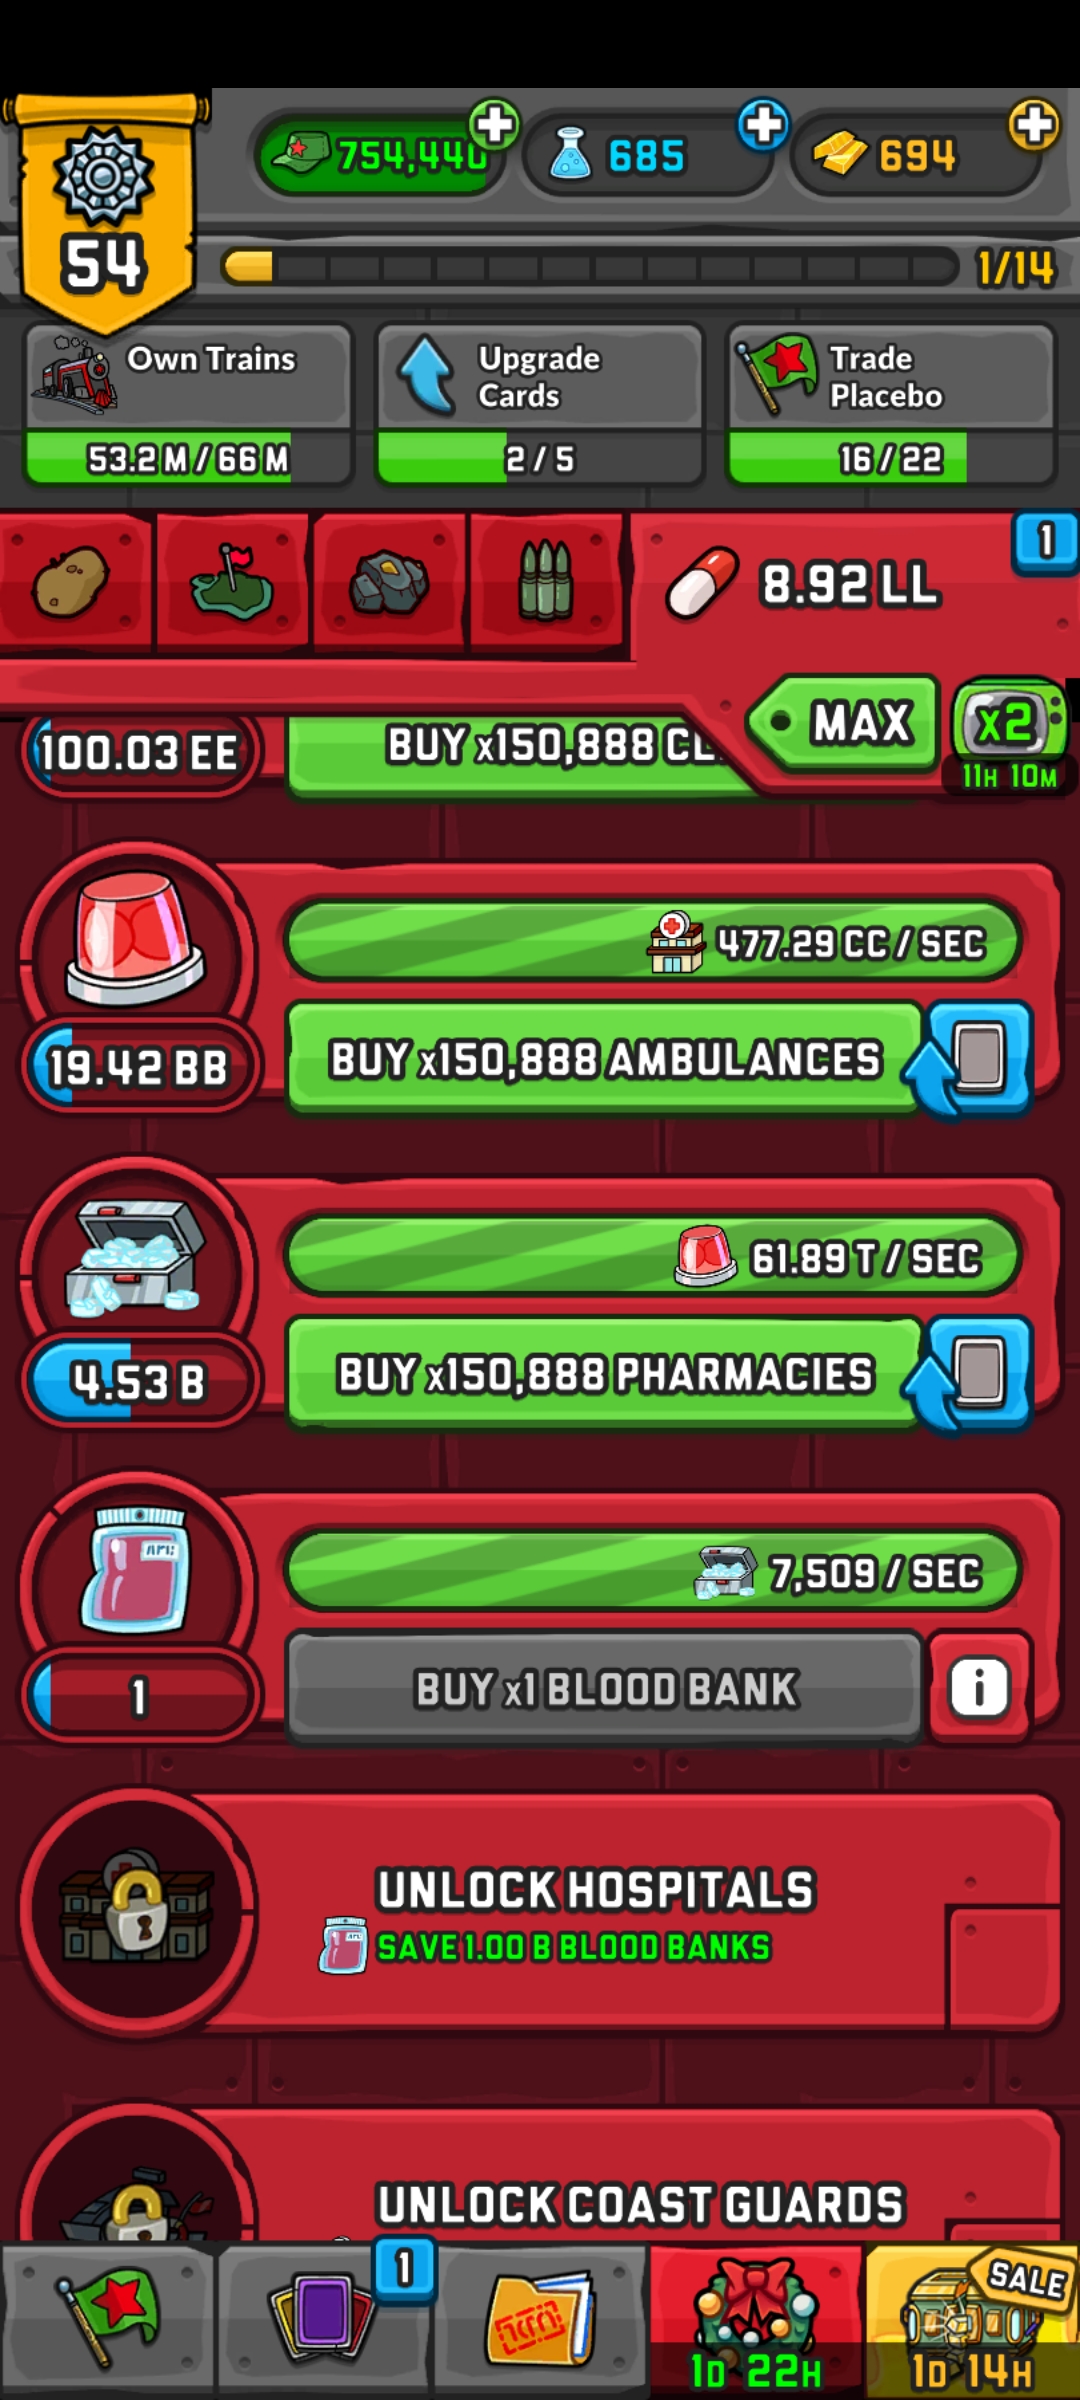 54
754,440
685
694
1/14
Own Trains
53.2 M / 66 M
Upgrade
Cards
2 / 5
Trade
Placebo
16 / 22
8.92 LL
1
MAX
x2
11H 10M
100.03 EE
BUY x150,888
477.29 CC / SEC
19.42 BB
BUY x150,888 AMBULANCES
61.89 T / SEC
4.53 B
BUY x150,888 PHARMACIES
7,509 / SEC
1
BUY x1 BLOOD BANK
i
UNLOCK HOSPITALS
SAVE 1.00 B BLOOD BANKS
UNLOCK COAST GUARDS
1
1D 22H
SALE
1D 14H